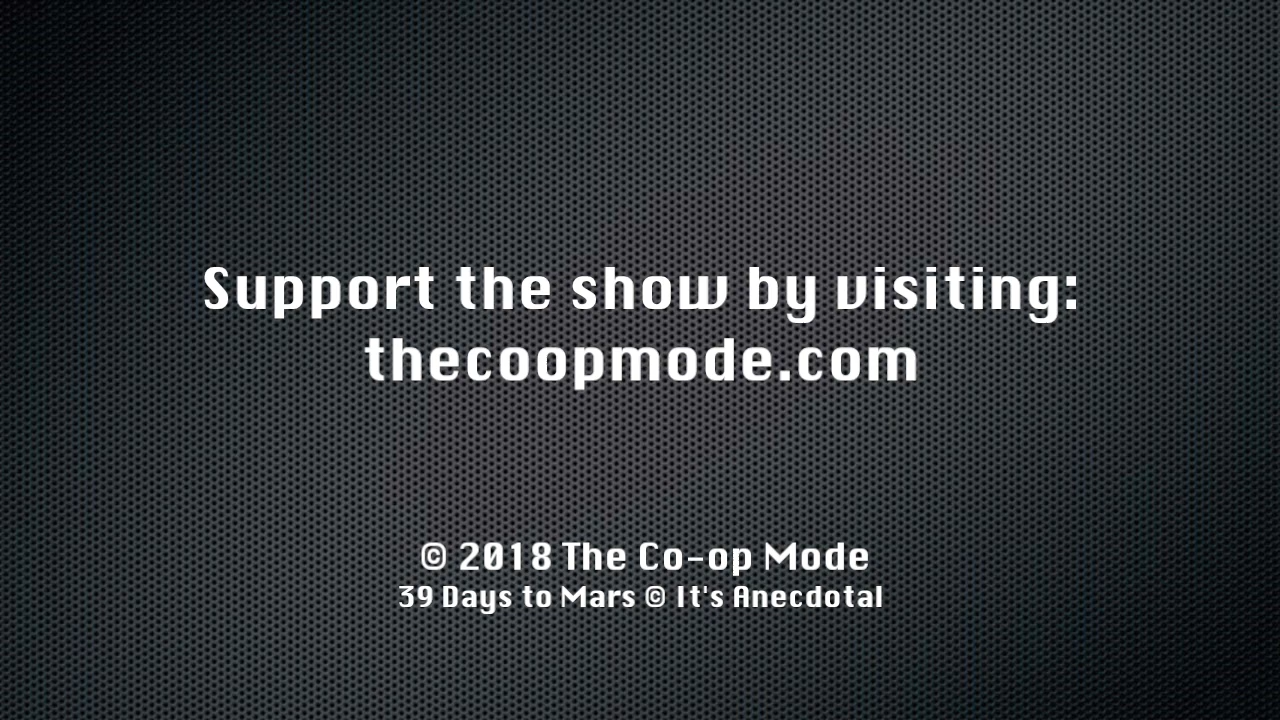 Support the show by visiting:
thecoopmode.com
© 2018 The Co-op Mode
39 Days to Mars © It's Anecdotal